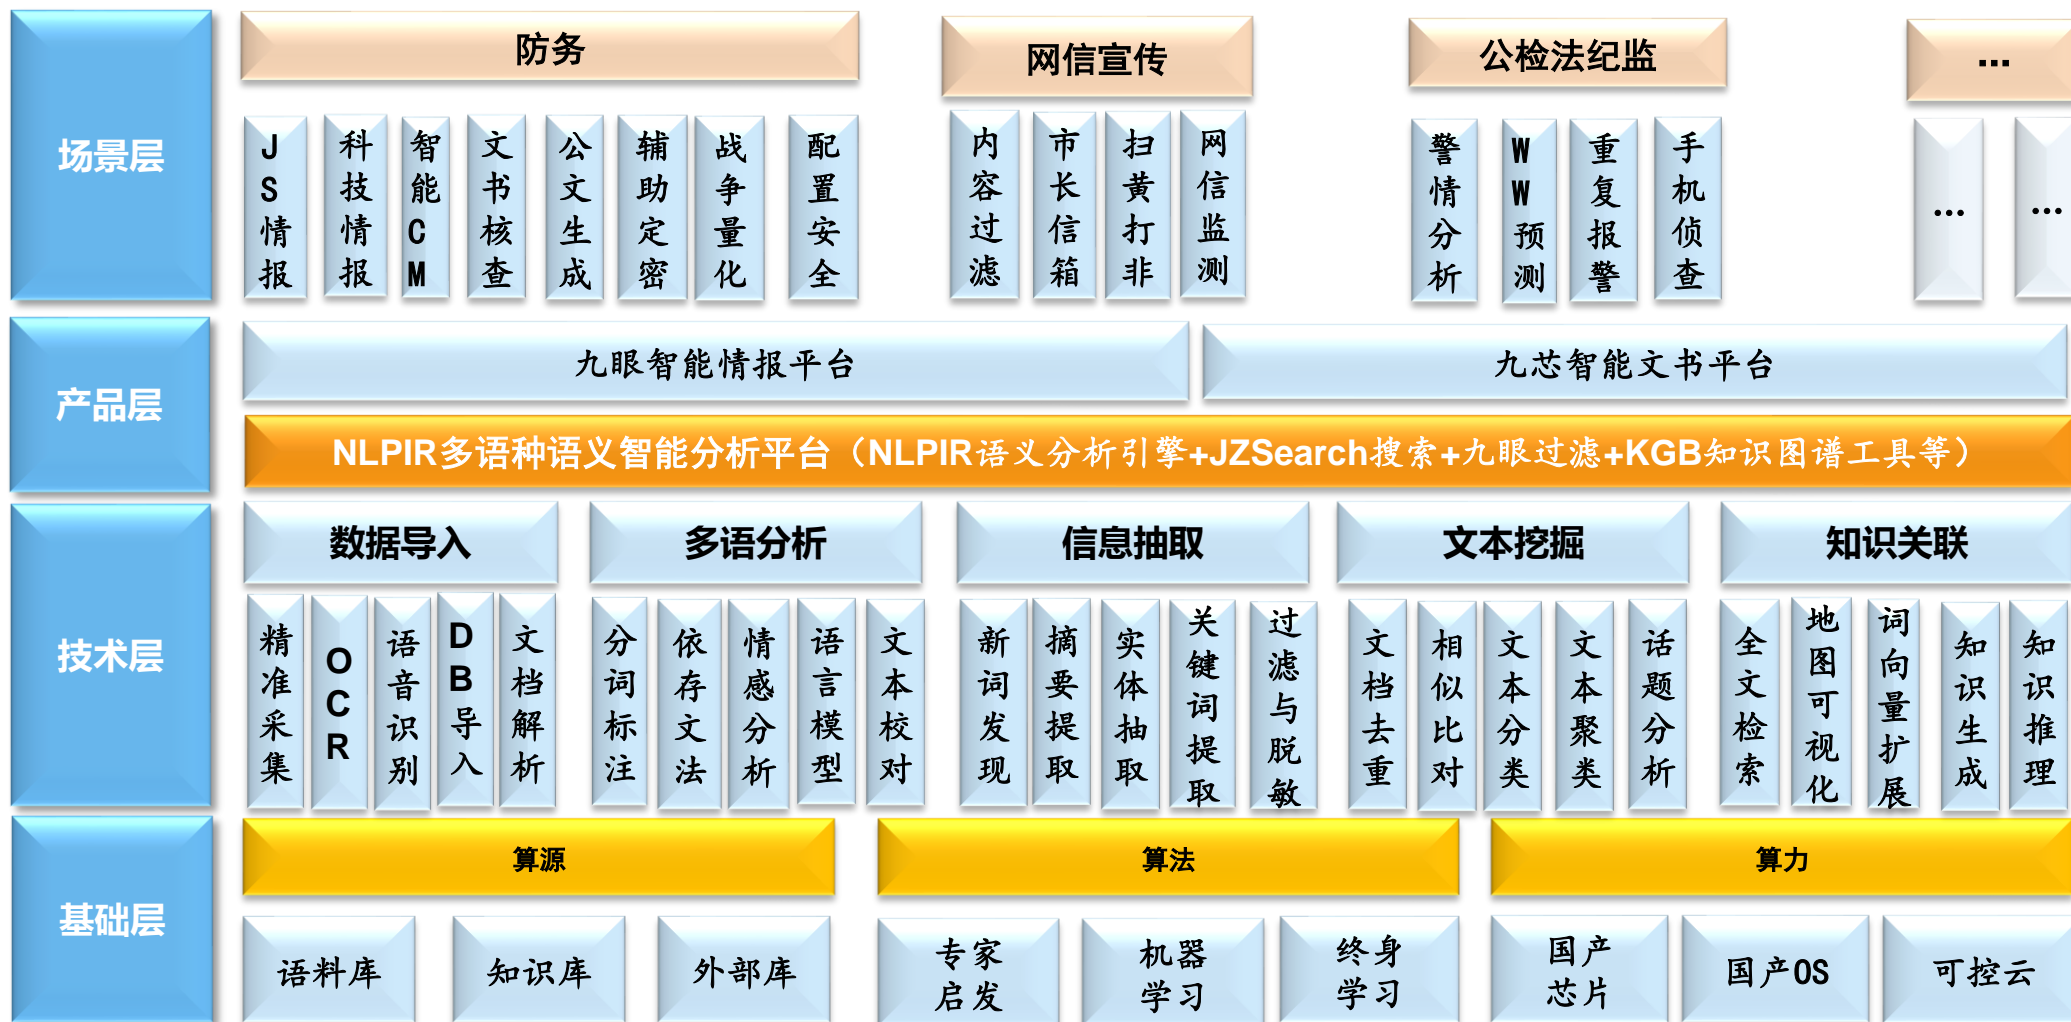 场景层
防务
网信宣传
公检法纪监
...
JS情报
科技情报
智能CM
文书核查
公文生成
辅助定密
战争量化
配置安全
内容过滤
市长信箱
扫黄打非
网信监测
警情分析
WW预测
重复报警
手机侦查
...
...
产品层
九眼智能情报平台
九芯智能文书平台
NLPIR多语种语义智能分析平台（NLPIR语义分析引擎+JZSearch搜索+九眼过滤+KGB知识图谱工具等）
技术层
数据导入
多语分析
信息抽取
文本挖掘
知识关联
精准采集
OCR
语音识别
DB导入
文档解析
分词标注
依存文法
情感分析
语言模型
文本校对
新词发现
摘要提取
实体抽取
关键词提取
过滤与脱敏
文档去重
相似比对
文本分类
文本聚类
话题分析
全文检索
地图可视化
词向量扩展
知识生成
知识推理
基础层
算源
算法
算力
语料库
知识库
外部库
专家
启发
机器
学习
终身
学习
国产
芯片
国产OS
可控云